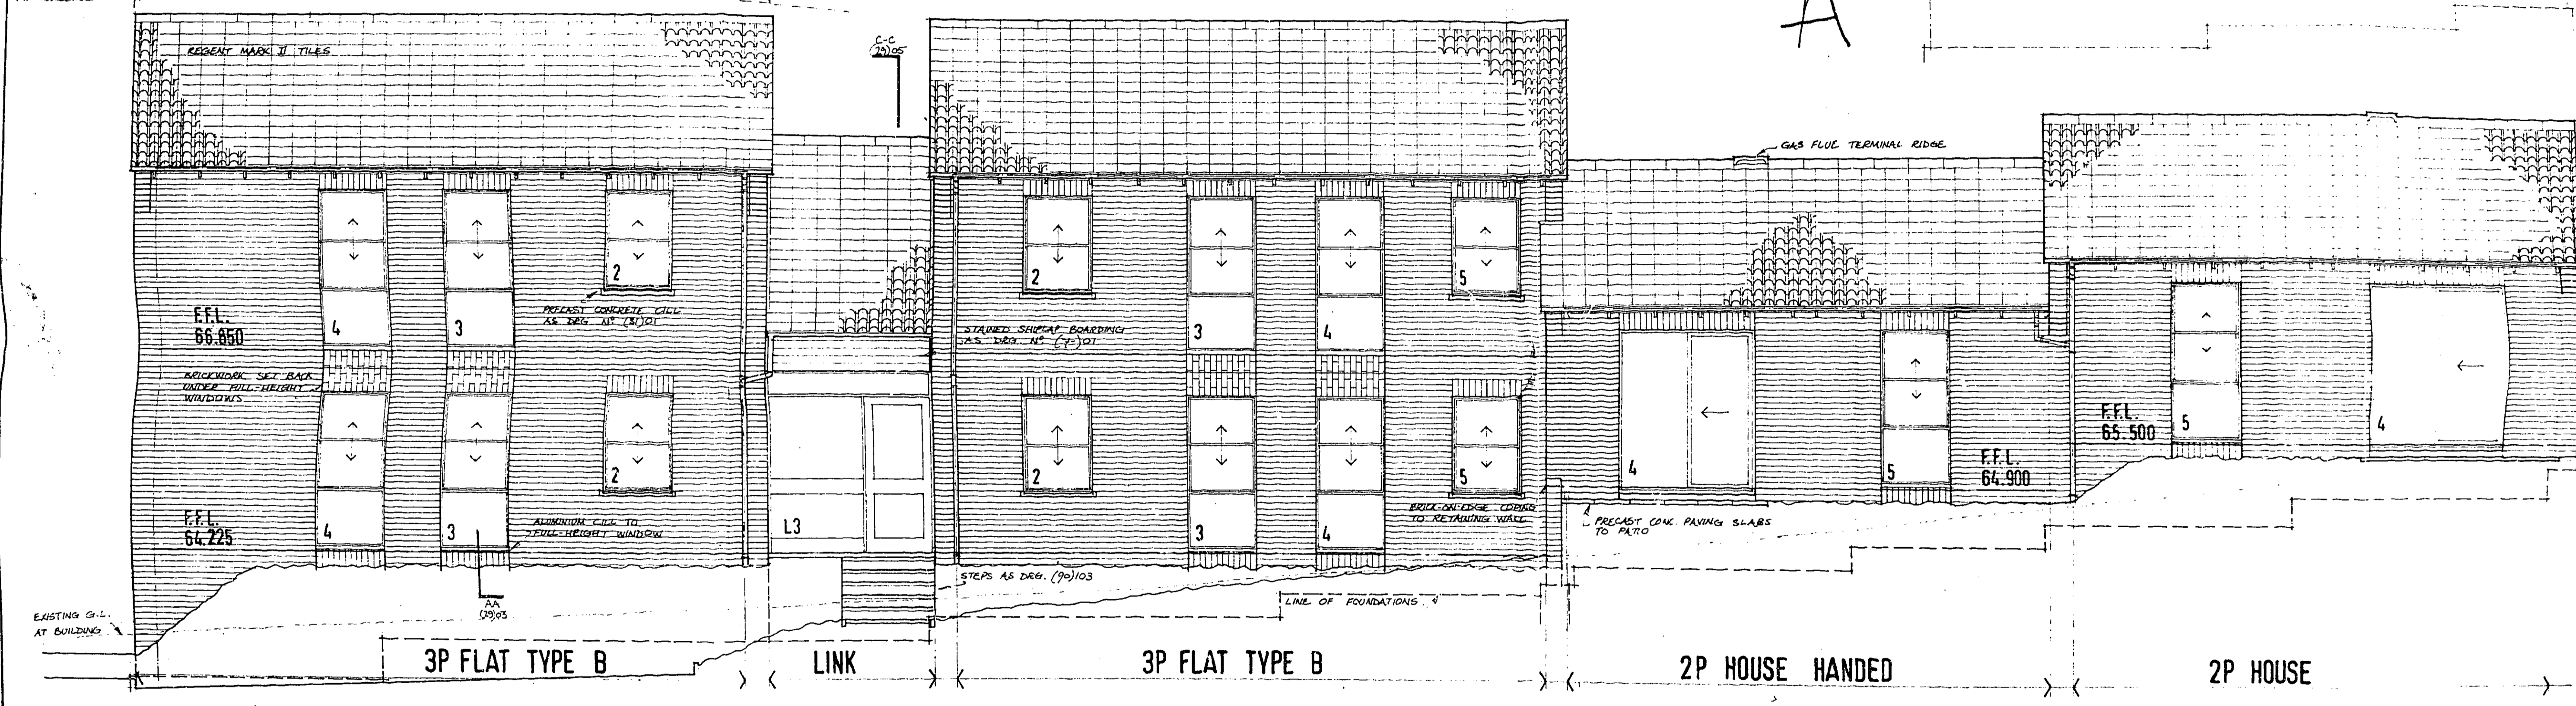 A
REGENT MARK II TILES
C-C
(29)05
GAS FLUE TERMINAL RIDGE
2
4
3
F.F.L.
66.850
PRECAST CONCRETE CILL
AS DRG Nº (31)01
BRICKWORK SET BACK
UNDER FULL-HEIGHT
WINDOWS
STAINED SHIPLAP BOARDING
AS DRG Nº (7-)01
2
3
4
5
2
4
3
F.F.L.
64.225
ALUMINIUM CILL TO
FULL-HEIGHT WINDOW
L3
2
3
4
5
BRICK-ON-EDGE COPING
TO RETAINING WALL
4
5
F.F.L.
64.900
PRECAST CONC. PAVING SLABS
TO PATIO
F.F.L.
65.500
5
4
AA
(29)03
STEPS AS DRG. (90)103
LINE OF FOUNDATIONS
EXISTING G.L.
AT BUILDING
3P FLAT TYPE B
LINK
3P FLAT TYPE B
2P HOUSE HANDED
2P HOUSE